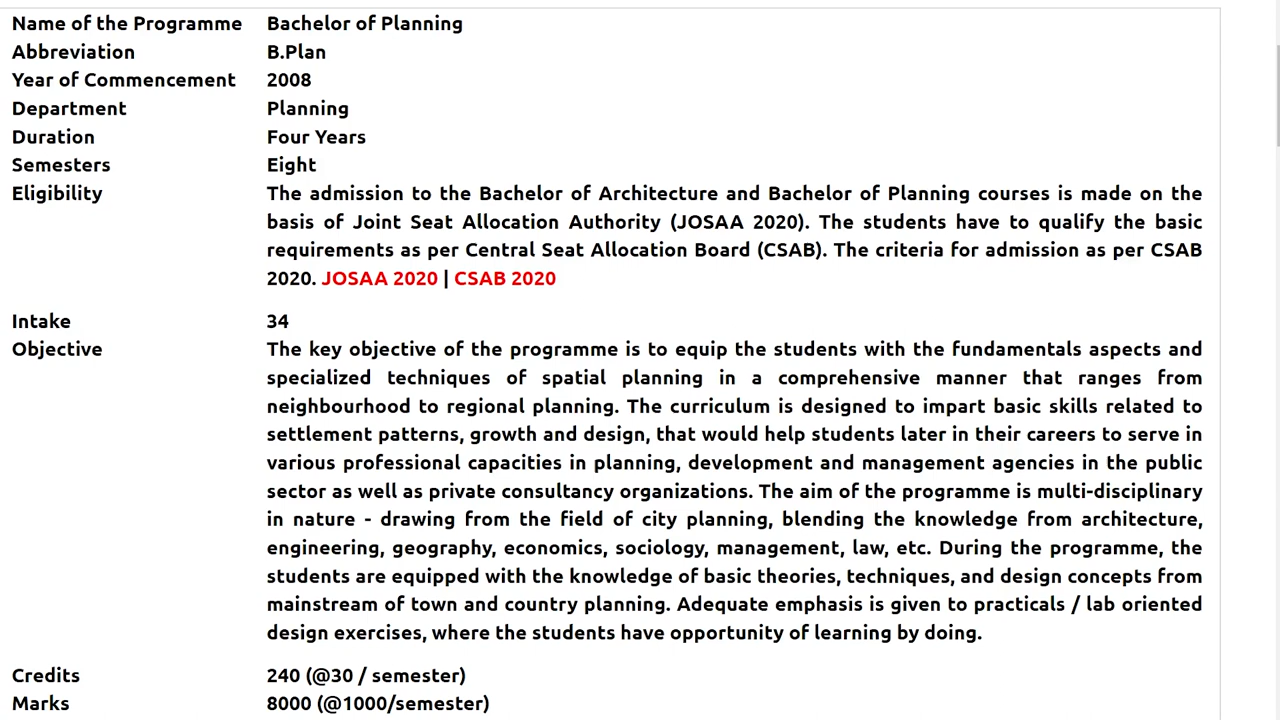 Name of the Programme Bachelor of Planning
Abbreviation B.Plan
Year of Commencement 2008
Department Planning
Duration Four Years
Semesters Eight
Eligibility The admission to the Bachelor of Architecture and Bachelor of Planning courses is made on the
basis of Joint Seat Allocation Authority (JOSAA 2020). The students have to qualify the basic
requirements as per Central Seat Allocation Board (CSAB). The criteria for admission as per CSAB
2020. JOSAA 2020 | CSAB 2020
Intake 34
Objective The key objective of the programme is to equip the students with the fundamentals aspects and
specialized techniques of spatial planning in a comprehensive manner that ranges from
neighbourhood to regional planning. The curriculum is designed to impart basic skills related to
settlement patterns, growth and design, that would help students later in their careers to serve in
various professional capacities in planning, development and management agencies in the public
sector as well as private consultancy organizations. The aim of the programme is multi-disciplinary
in nature - drawing from the field of city planning, blending the knowledge from architecture,
engineering, geography, economics, sociology, management, law, etc. During the programme, the
students are equipped with the knowledge of basic theories, techniques, and design concepts from
mainstream of town and country planning. Adequate emphasis is given to practicals / lab oriented
design exercises, where the students have opportunity of learning by doing.
Credits 240 (@30 / semester)
Marks 8000 (@1000/semester)